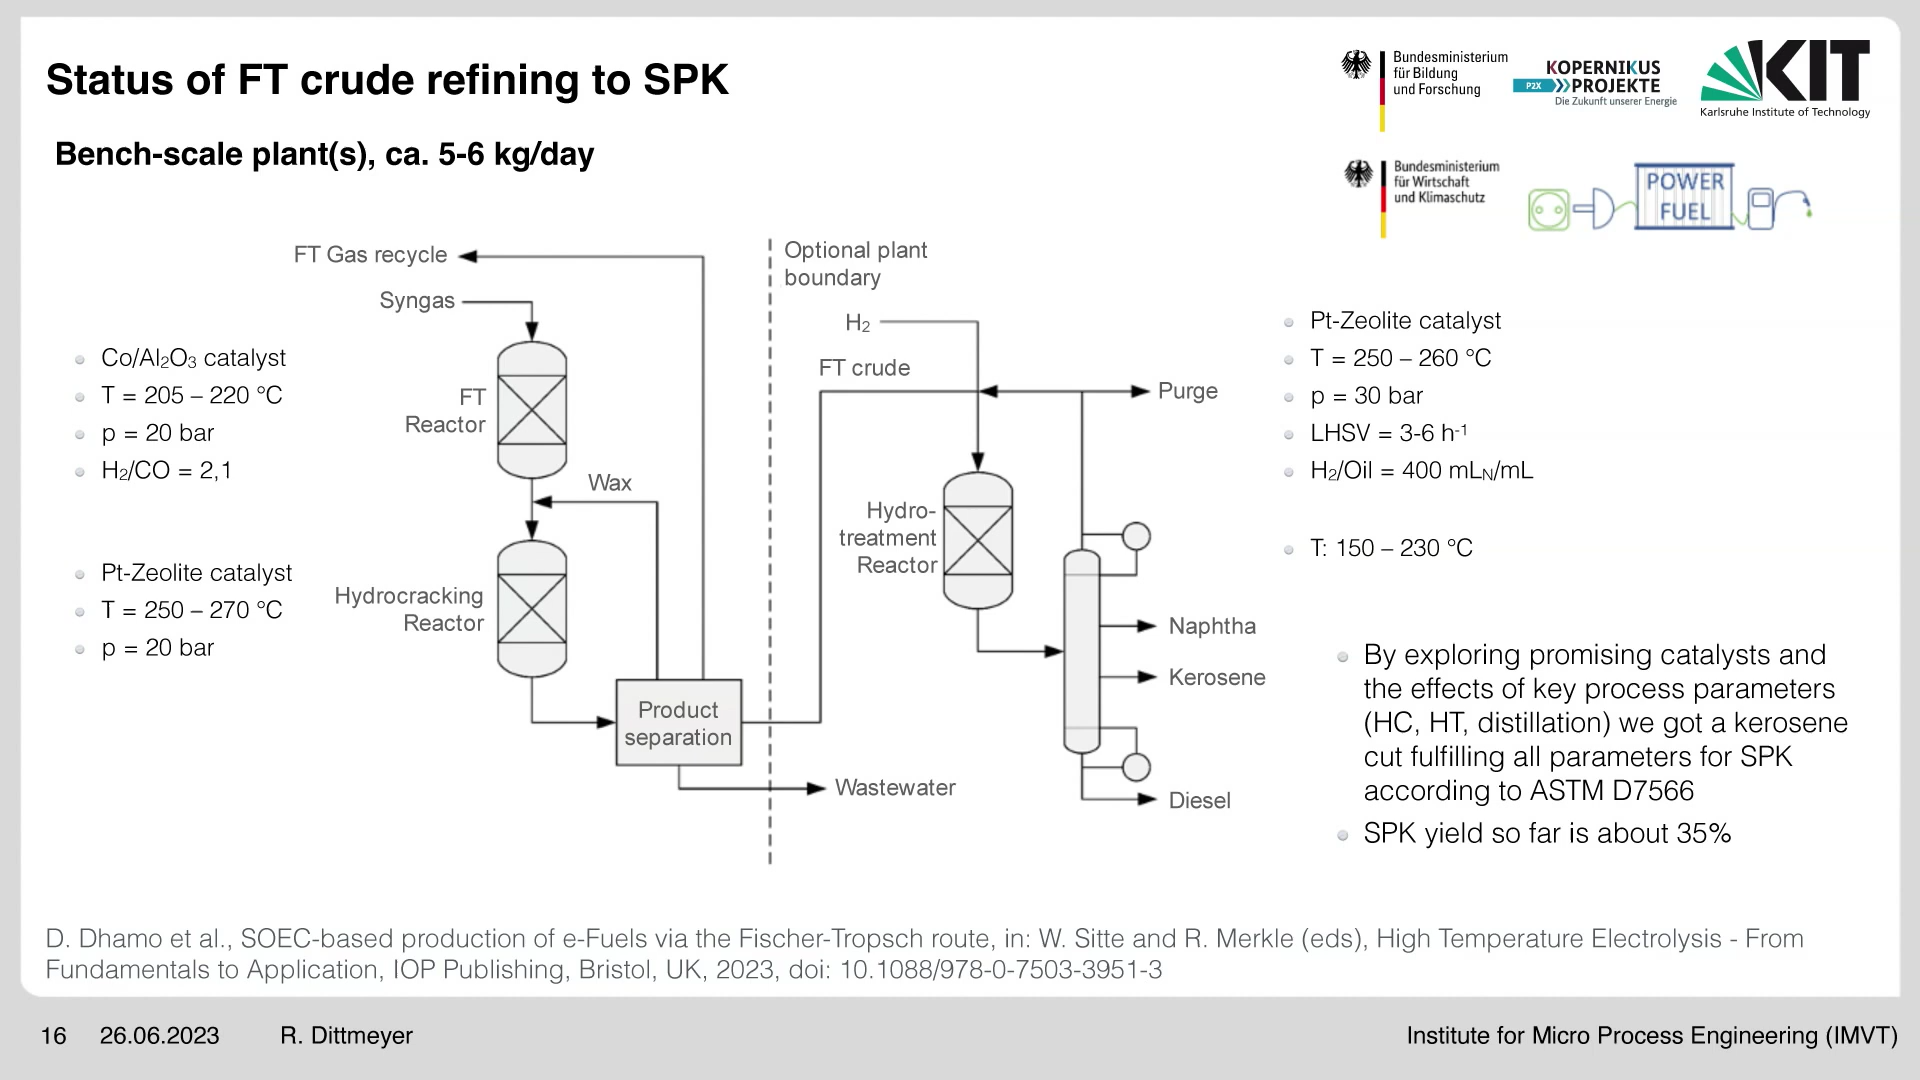 Status of FT crude refining to SPK
Bench-scale plant(s), ca. 5-6 kg/day
Bundesministerium
für Bildung
und Forschung
KOPERNIKUS
P2X PROJEKTE
Die Zukunft unserer Energie
KIT
Karlsruhe Institute of Technology
Bundesministerium
für Wirtschaft
und Klimaschutz
POWER
FUEL
Co/Al₂O₃ catalyst
T = 205 – 220 °C
p = 20 bar
H₂/CO = 2,1
Pt-Zeolite catalyst
T = 250 – 270 °C
p = 20 bar
FT Gas recycle
Syngas
FT
Reactor
Wax
Hydrocracking
Reactor
Product
separation
Wastewater
Optional plant
boundary
H₂
FT crude
Purge
Hydro-
treatment
Reactor
Naphtha
Kerosene
Diesel
Pt-Zeolite catalyst
T = 250 – 260 °C
p = 30 bar
LHSV = 3-6 h⁻¹
H₂/Oil = 400 mL_N/mL
T: 150 – 230 °C
By exploring promising catalysts and
the effects of key process parameters
(HC, HT, distillation) we got a kerosene
cut fulfilling all parameters for SPK
according to ASTM D7566
SPK yield so far is about 35%
D. Dhamo et al., SOEC-based production of e-Fuels via the Fischer-Tropsch route, in: W. Sitte and R. Merkle (eds), High Temperature Electrolysis - From
Fundamentals to Application, IOP Publishing, Bristol, UK, 2023, doi: 10.1088/978-0-7503-3951-3
16 26.06.2023 R. Dittmeyer Institute for Micro Process Engineering (IMVT)